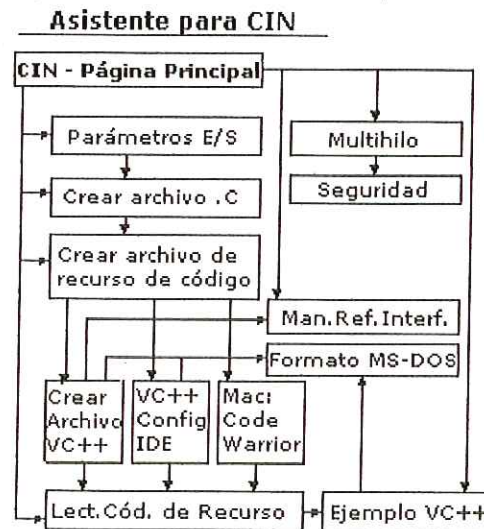 Asistente para CIN
CIN - Página Principal
Parámetros E/S
Multihilo
Crear archivo .C
Seguridad
Crear archivo de
recurso de código
Man.Ref.Interf.
Formato MS-DOS
Crear
Archivo
VC++
VC++
Config
IDE
Mac:
Code
Warrior
Lect.Cód. de Recurso
Ejemplo VC++